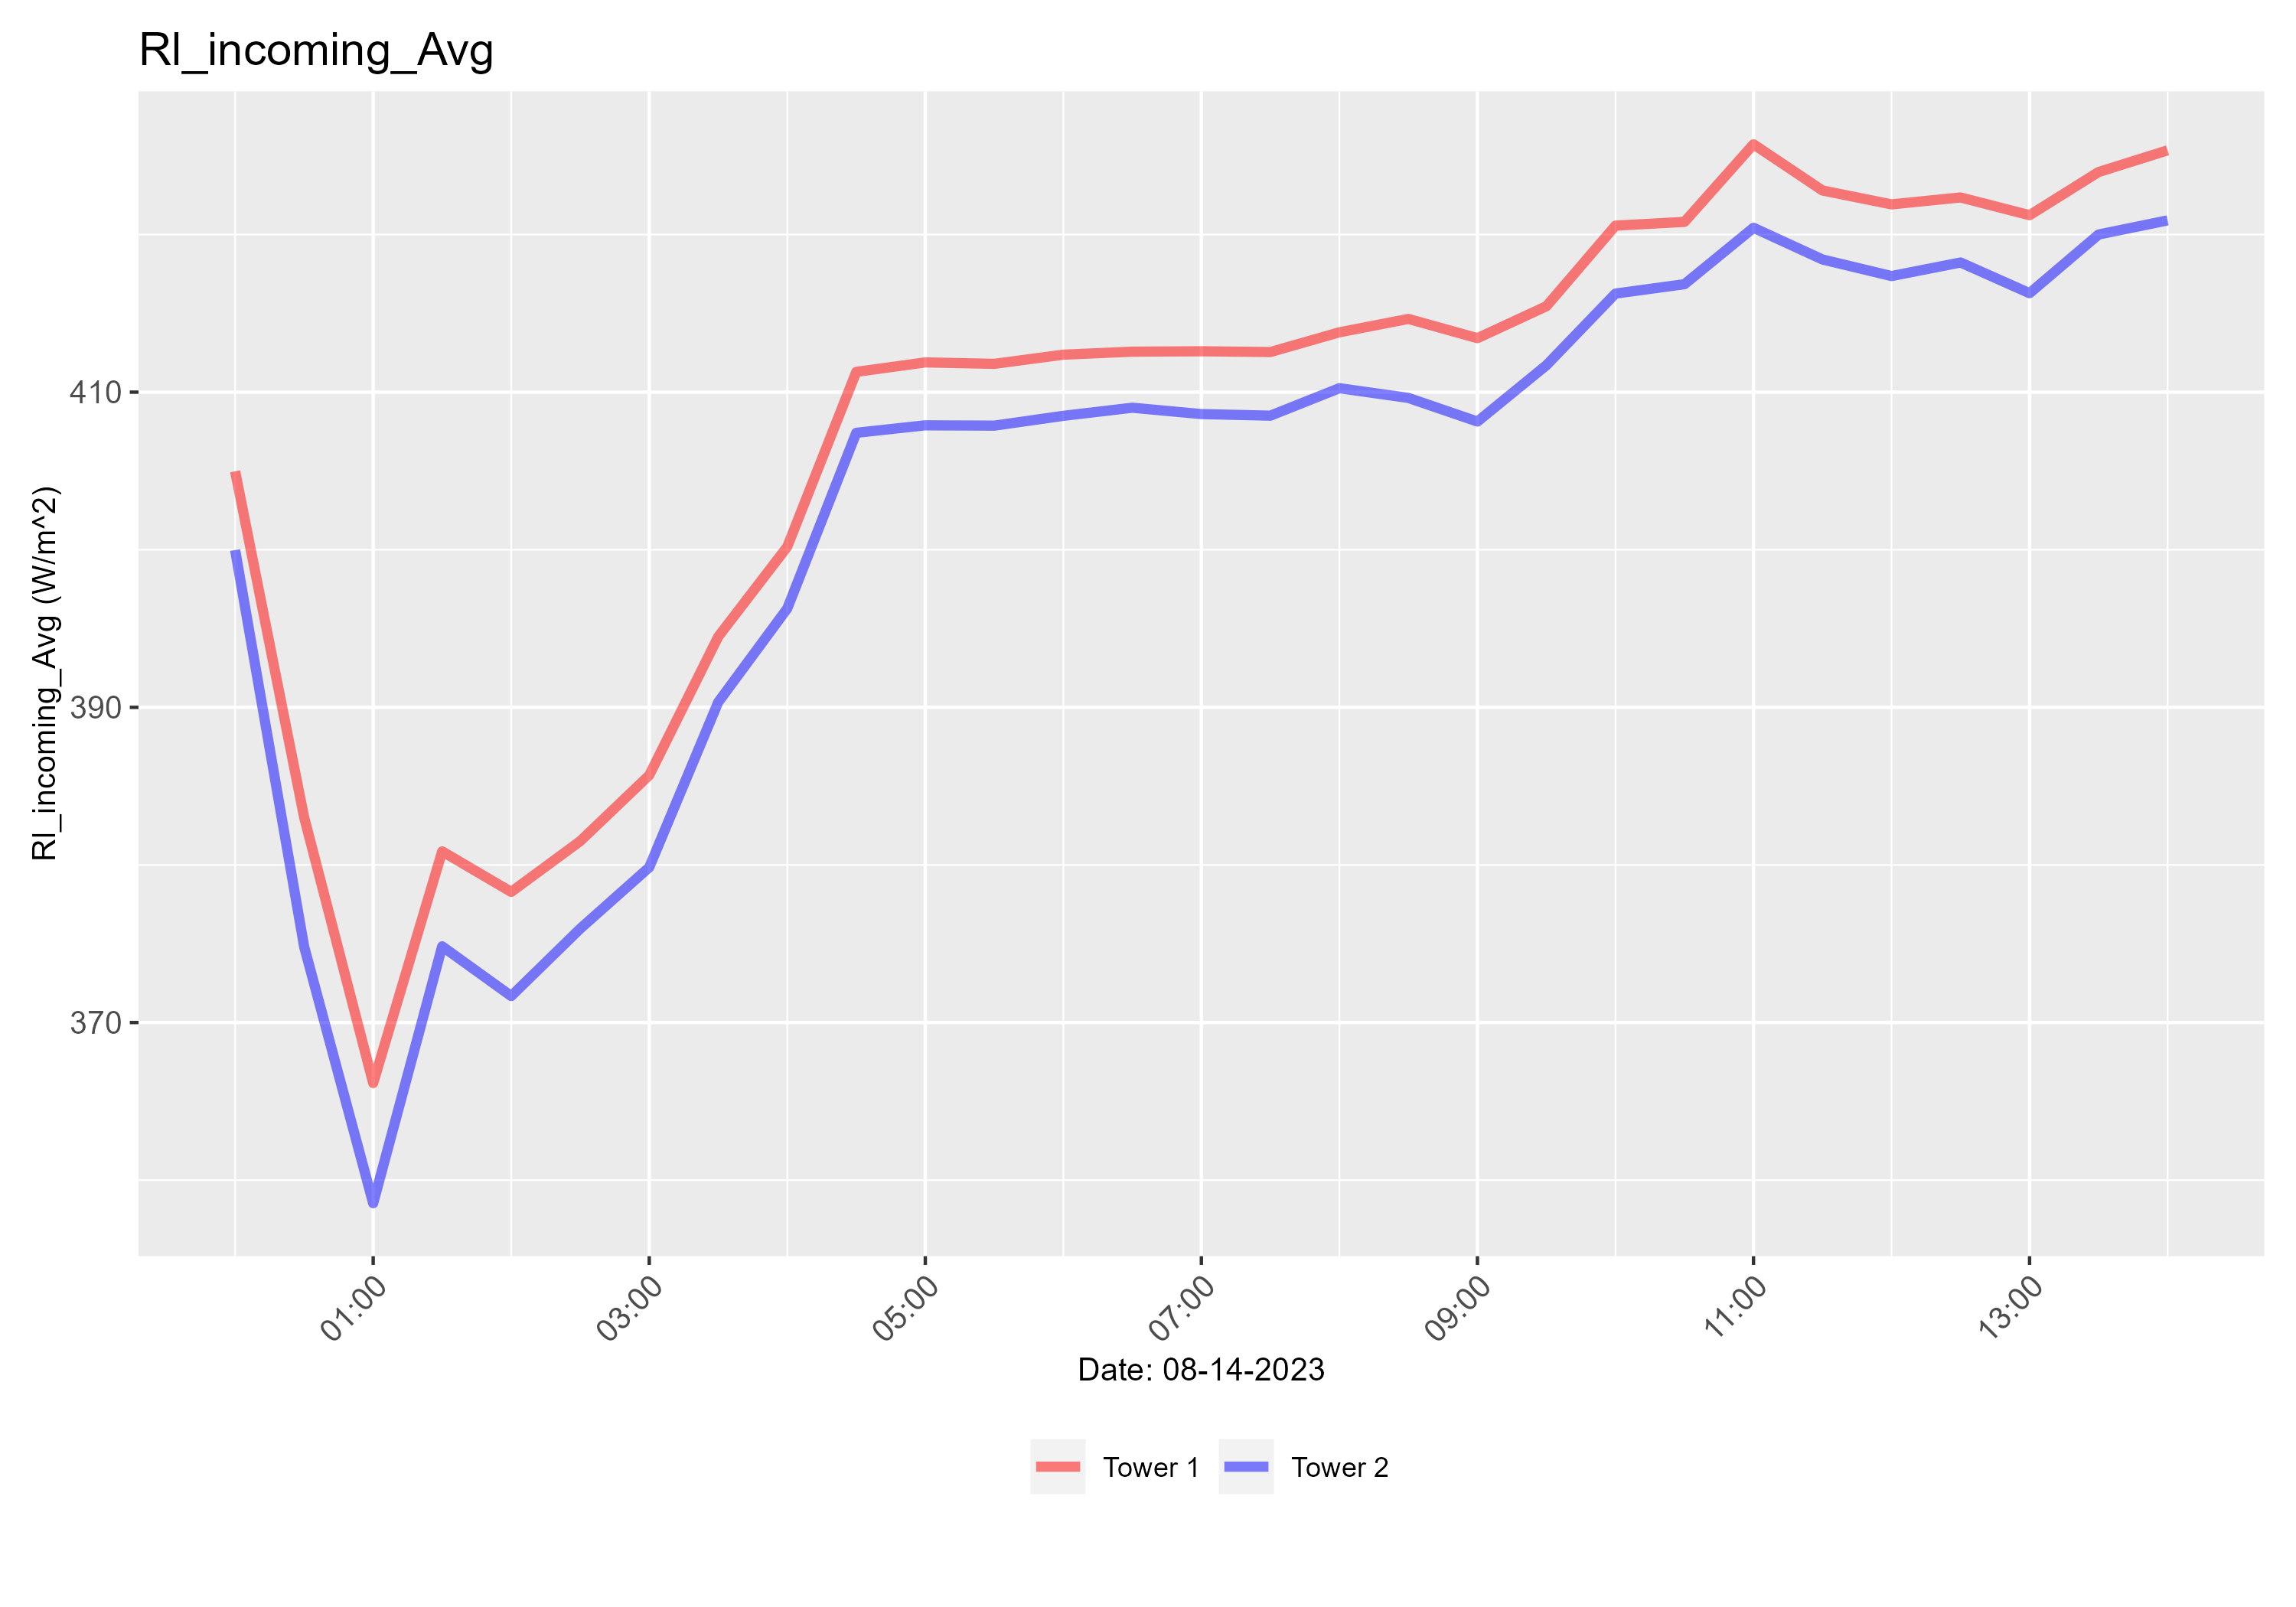 Rl_incoming_Avg
Rl_incoming_Avg (W/m^2)
410
390
370
01:00
03:00
05:00
07:00
09:00
11:00
13:00
Date: 08-14-2023
Tower 1
Tower 2